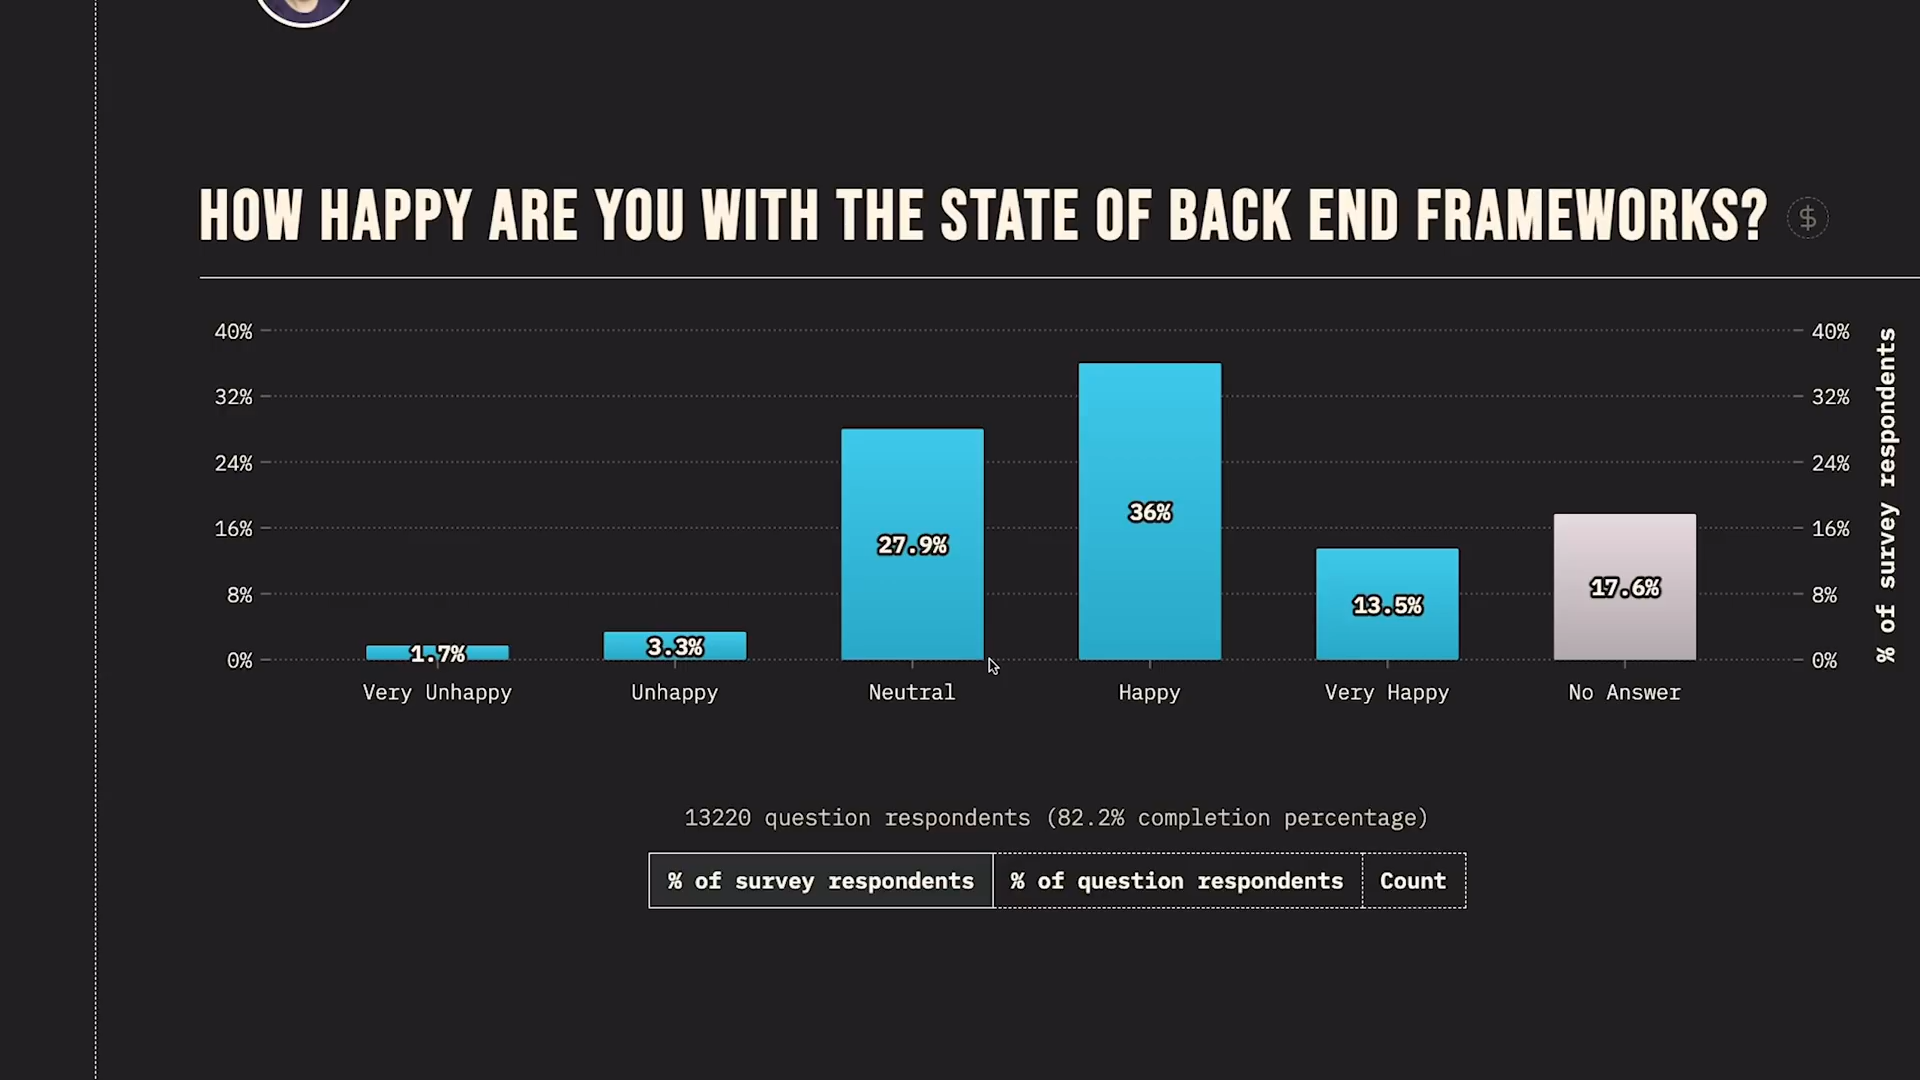 HOW HAPPY ARE YOU WITH THE STATE OF BACK END FRAMEWORKS? $
40% 40%
32% 32%
24% 24%
16% 16%
8% 8%
0% 0%
% of survey respondents
1.7% 3.3% 27.9% 36% 13.5% 17.6%
Very Unhappy Unhappy Neutral Happy Very Happy No Answer
13220 question respondents (82.2% completion percentage)
% of survey respondents % of question respondents Count